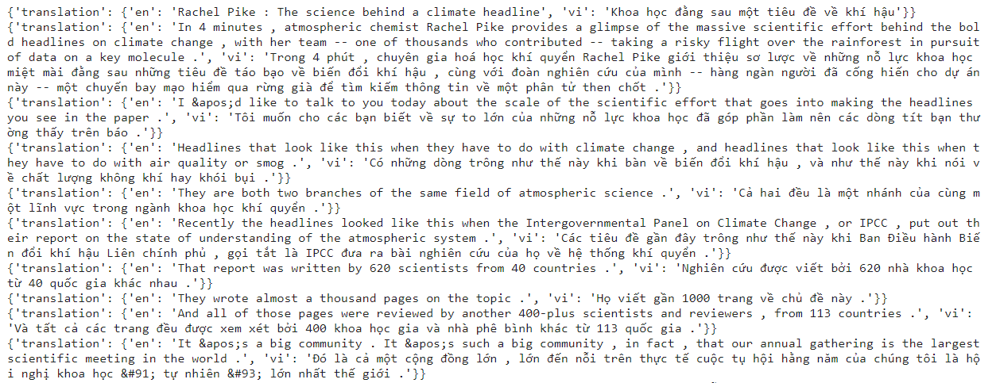 {'translation': {'en': 'Rachel Pike : The science behind a climate headline', 'vi': 'Khoa học đằng sau một tiêu đề về khí hậu'}}
{'translation': {'en': 'In 4 minutes , atmospheric chemist Rachel Pike provides a glimpse of the massive scientific effort behind the bol
d headlines on climate change , with her team -- one of thousands who contributed -- taking a risky flight over the rainforest in pursuit
of data on a key molecule .', 'vi': 'Trong 4 phút , chuyên gia hoá học khí quyển Rachel Pike giới thiệu sơ lược về những nỗ lực khoa học
miệt mài đằng sau những tiêu đề táo bạo về biến đổi khí hậu , cùng với đoàn nghiên cứu của mình -- hàng ngàn người đã cống hiến cho dự án
này -- một chuyến bay mạo hiểm qua rừng già để tìm kiếm thông tin về một phân tử then chốt .'}}
{'translation': {'en': 'I &apos;d like to talk to you today about the scale of the scientific effort that goes into making the headlines
you see in the paper .', 'vi': 'Tôi muốn cho các bạn biết về sự to lớn của những nỗ lực khoa học đã góp phần làm nên các dòng tít bạn thư
ờng thấy trên báo .'}}
{'translation': {'en': 'Headlines that look like this when they have to do with climate change , and headlines that look like this when t
hey have to do with air quality or smog .', 'vi': 'Có những dòng trông như thế này khi bàn về biến đổi khí hậu , và như thế này khi nói v
ề chất lượng không khí hay khói bụi .'}}
{'translation': {'en': 'They are both two branches of the same field of atmospheric science .', 'vi': 'Cả hai đều là một nhánh của cùng m
ột lĩnh vực trong ngành khoa học khí quyển .'}}
{'translation': {'en': 'Recently the headlines looked like this when the Intergovernmental Panel on Climate Change , or IPCC , put out th
eir report on the state of understanding of the atmospheric system .', 'vi': 'Các tiêu đề gần đây trông như thế này khi Ban Điều hành Biế
n đổi khí hậu Liên chính phủ , gọi tắt là IPCC đưa ra bài nghiên cứu của họ về hệ thống khí quyển .'}}
{'translation': {'en': 'That report was written by 620 scientists from 40 countries .', 'vi': 'Nghiên cứu được viết bởi 620 nhà khoa học
từ 40 quốc gia khác nhau .'}}
{'translation': {'en': 'They wrote almost a thousand pages on the topic .', 'vi': 'Họ viết gần 1000 trang về chủ đề này .'}}
{'translation': {'en': 'And all of those pages were reviewed by another 400-plus scientists and reviewers , from 113 countries .', 'vi':
'Và tất cả các trang đều được xem xét bởi 400 khoa học gia và nhà phê bình khác từ 113 quốc gia .'}}
{'translation': {'en': 'It &apos;s a big community . It &apos;s such a big community , in fact , that our annual gathering is the largest
scientific meeting in the world .', 'vi': 'Đó là cả một cộng đồng lớn , lớn đến nỗi trên thực tế cuộc tụ hội hằng năm của chúng tôi là hộ
i nghị khoa học &#91; tự nhiên &#93; lớn nhất thế giới .'}}